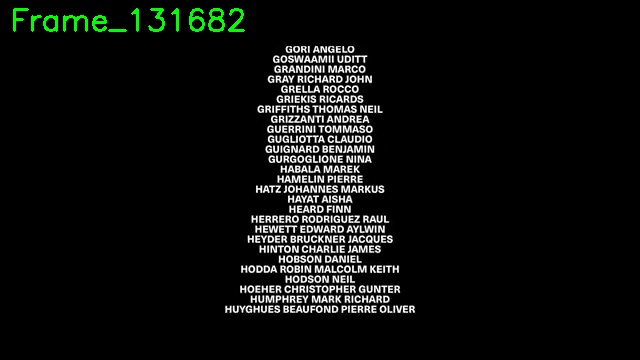 Frame_131682
GORI ANGELO
GOSWAAMII UDITT
GRANDINI MARCO
GRAY RICHARD JOHN
GRELLA ROCCO
GRIEKIS RICARDS
GRIFFITHS THOMAS NEIL
GRIZZANTI ANDREA
GUERRINI TOMMASO
GUGLIOTTA CLAUDIO
GUIGNARD BENJAMIN
GURGOGLIONE NINA
HABALA MAREK
HAMELIN PIERRE
HATZ JOHANNES MARKUS
HAYAT AISHA
HEARD FINN
HERRERO RODRIGUEZ RAUL
HEWETT EDWARD AYLWIN
HEYDER BRUCKNER JACQUES
HINTON CHARLIE JAMES
HOBSON DANIEL
HODDA ROBIN MALCOLM KEITH
HODSON NEIL
HOEHER CHRISTOPHER GUNTER
HUMPHREY MARK RICHARD
HUYGHUES BEAUFOND PIERRE OLIVER